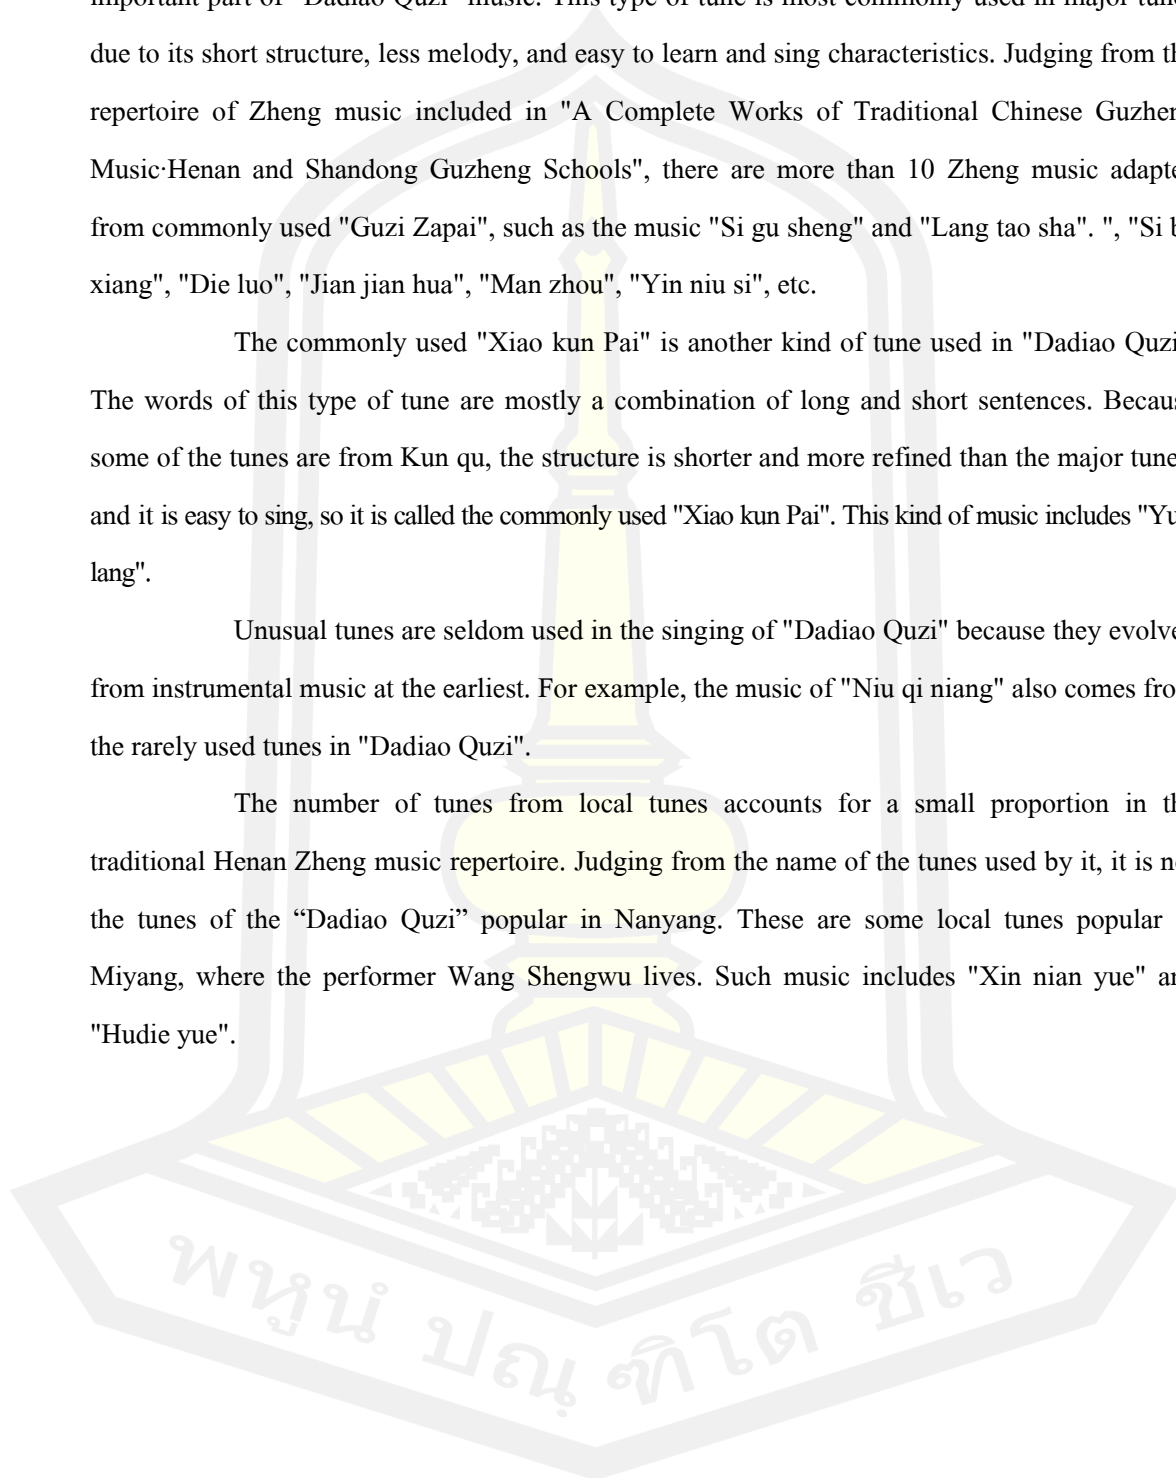 important part of "Dadiao Quzi" music. This type of tune is most commonly used in major
due to its short structure, less melody, and easy to learn and sing characteristics. Judging from
repertoire of Zheng music included in "A Complete Works of Traditional Chinese
Music·Henan and Shandong Guzheng Schools", there are more than 10 Zheng music
from commonly used "Guzi Zapai", such as the music "Si gu sheng" and "Lang tao sha". ", "Si
xiang", "Die luo", "Jian jian hua", "Man zhou", "Yin niu si", etc.
The commonly used "Xiao kun Pai" is another kind of tune used in "Dadiao Quzi
The words of this type of tune are mostly a combination of long and short sentences.
some of the tunes are from Kun qu, the structure is shorter and more refined than the major
and it is easy to sing, so it is called the commonly used "Xiao kun Pai". This kind of music includes
lang".
Unusual tunes are seldom used in the singing of "Dadiao Quzi" because they
from instrumental music at the earliest. For example, the music of "Niu qi niang" also comes
the rarely used tunes in "Dadiao Quzi".
The number of tunes from local tunes accounts for a small proportion in
traditional Henan Zheng music repertoire. Judging from the name of the tunes used by it, it is
the tunes of the “Dadiao Quzi” popular in Nanyang. These are some local tunes popular
Miyang, where the performer Wang Shengwu lives. Such music includes "Xin nian yue"
"Hudie yue".
พหูนํ ปณฺฑิโต ชีเว